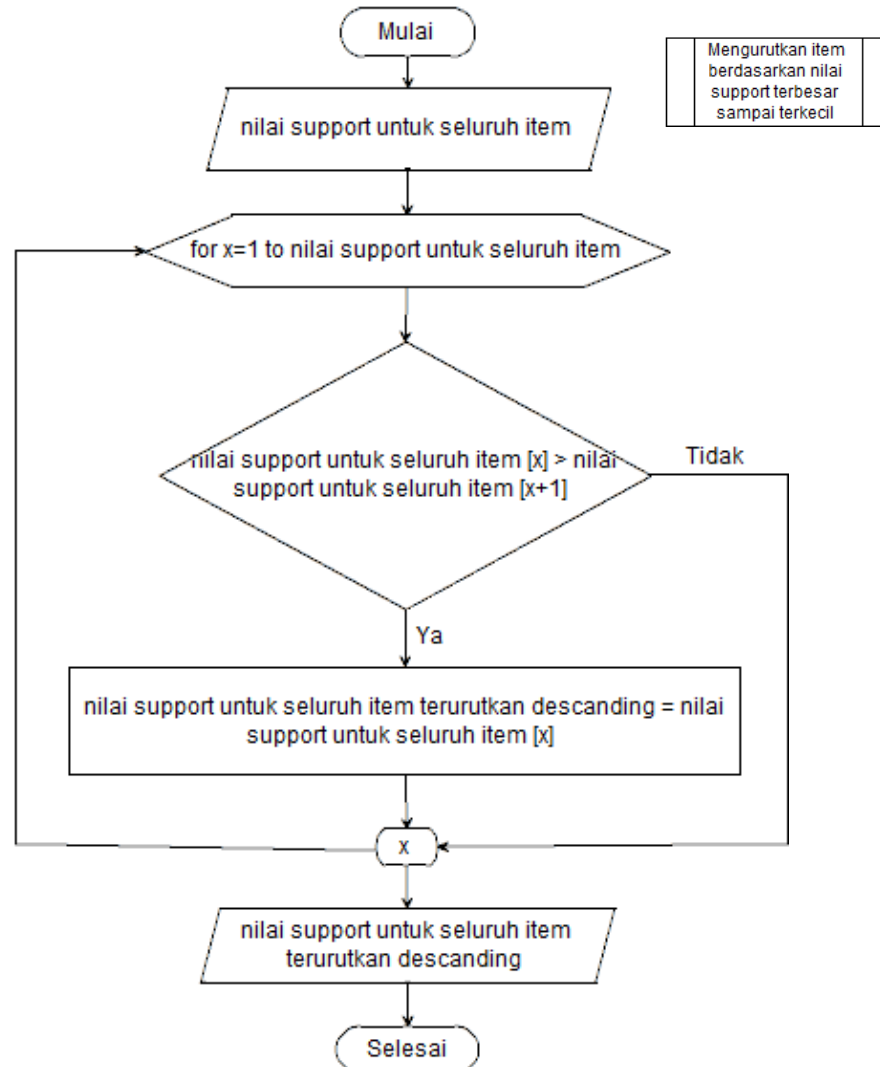 Mulai
Mengurutkan item
berdasarkan nilai
support terbesar
sampai terkecil
nilai support untuk seluruh item
for x=1 to nilai support untuk seluruh item
nilai support untuk seluruh item [x] > nilai
support untuk seluruh item [x+1]
Tidak
Ya
nilai support untuk seluruh item terurutkan descanding = nilai
support untuk seluruh item [x]
x
nilai support untuk seluruh item
terurutkan descanding
Selesai